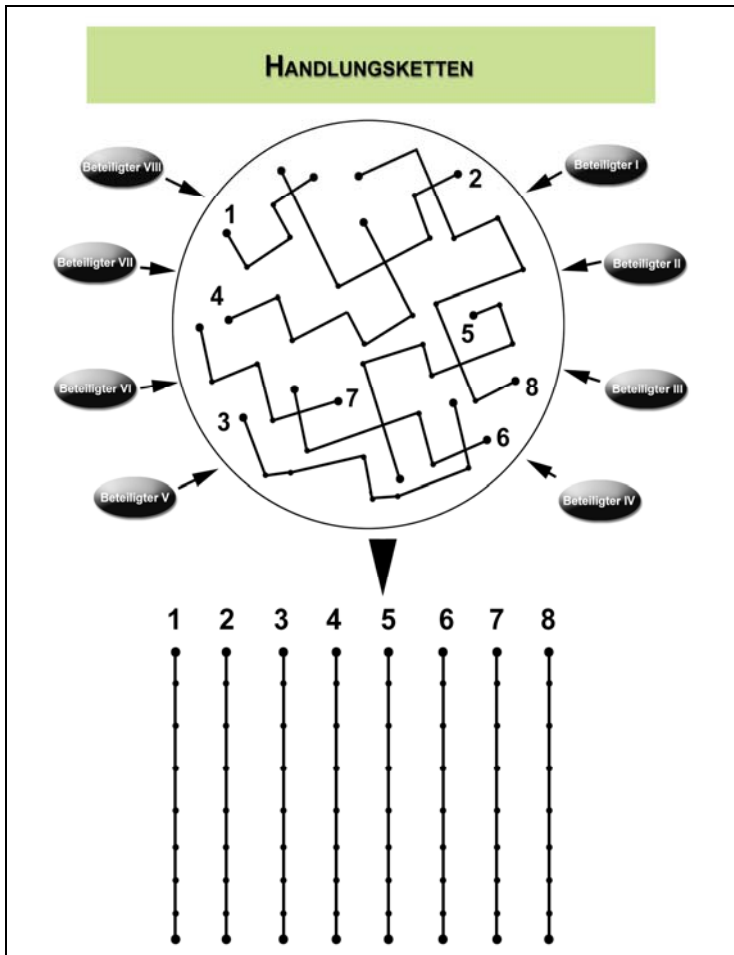 HANDLUNGSKETTEN
Beteiligter VIII
Beteiligter I
2
1
Beteiligter VII
Beteiligter II
4
5
Beteiligter VI
Beteiligter III
8
7
3
6
Beteiligter V
Beteiligter IV
1 2 3 4 5 6 7 8